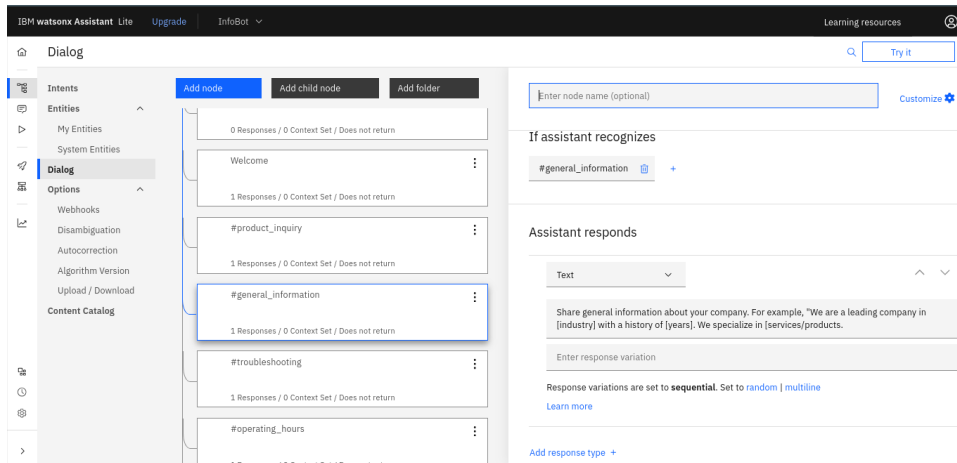 IBM watsonx Assistant Lite Upgrade InfoBot Learning resources
Dialog Try it
Intents
Entities
My Entities
System Entities
Dialog
Options
Webhooks
Disambiguation
Autocorrection
Algorithm Version
Upload / Download
Content Catalog
Add node Add child node Add folder
0 Responses / 0 Context Set / Does not return
Welcome
1 Responses / 0 Context Set / Does not return
#product_inquiry
1 Responses / 0 Context Set / Does not return
#general_information
1 Responses / 0 Context Set / Does not return
#troubleshooting
1 Responses / 0 Context Set / Does not return
#operating_hours
Enter node name (optional)
Customize
If assistant recognizes
#general_information
Assistant responds
Text
Share general information about your company. For example, "We are a leading company in
[industry] with a history of [years]. We specialize in [services/products.
Enter response variation
Response variations are set to sequential. Set to random | multiline
Learn more
Add response type +